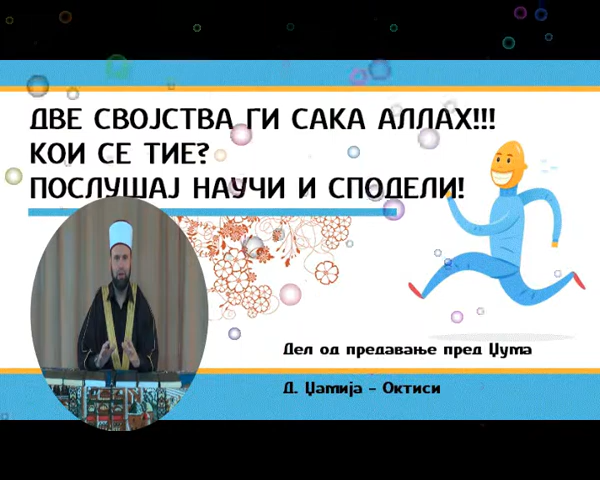 ДВЕ СВОЈСТВА ГИ САКА АЛЛАХ!!!
КОИ СЕ ТИЕ?
ПОСЛУШАЈ НАУЧИ И СПОДЕЛИ!
Дел од предавање пред Џума
Д. Џамија - Октиси